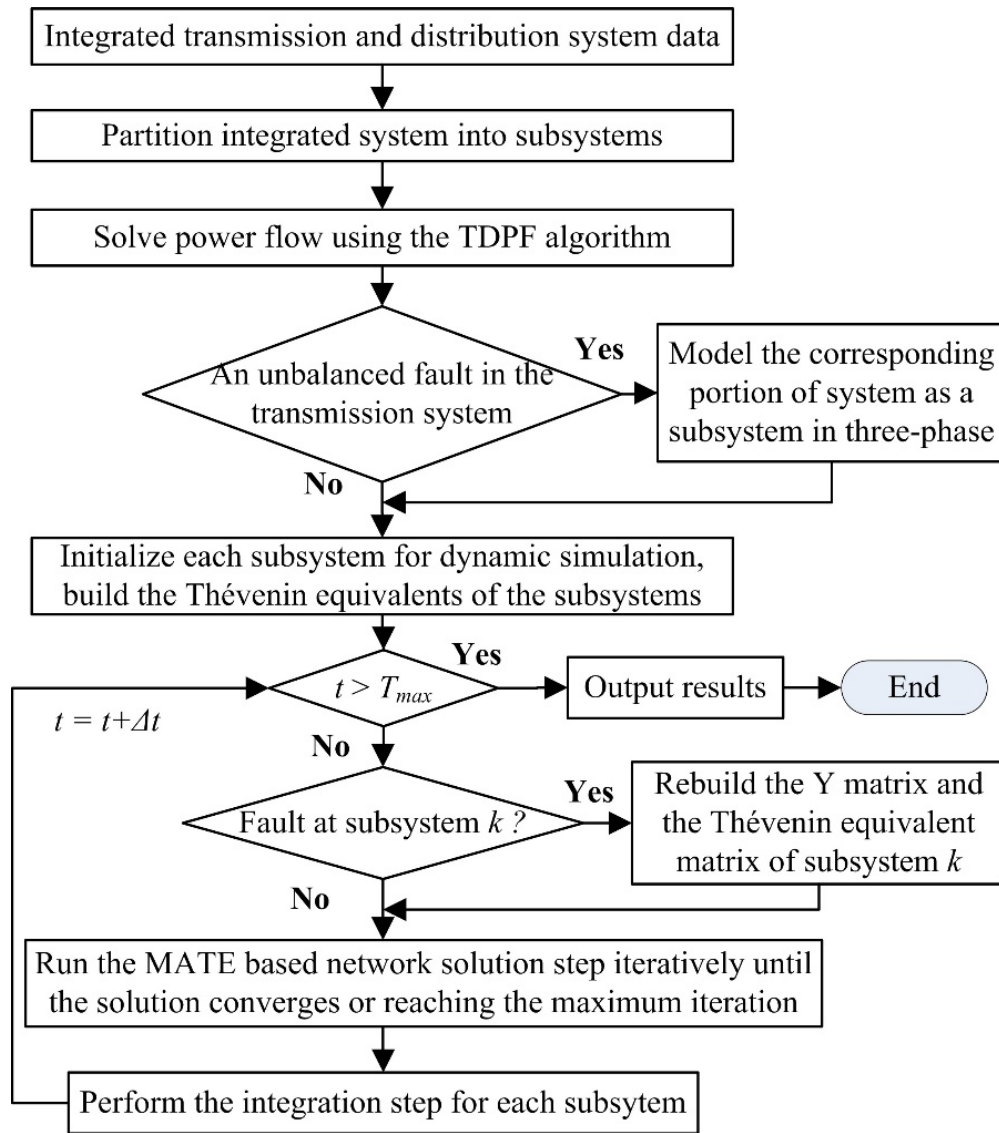 Integrated transmission and distribution system data
Partition integrated system into subsystems
Solve power flow using the TDPF algorithm
An unbalanced fault in the
transmission system
Yes
Model the corresponding
portion of system as a
subsystem in three-phase
No
Initialize each subsystem for dynamic simulation,
build the Thévenin equivalents of the subsystems
t > Tmax
Yes
Output results
End
t = t+Δt
No
Fault at subsystem k ?
Yes
Rebuild the Y matrix and
the Thévenin equivalent
matrix of subsystem k
No
Run the MATE based network solution step iteratively until
the solution converges or reaching the maximum iteration
Perform the integration step for each subsytem